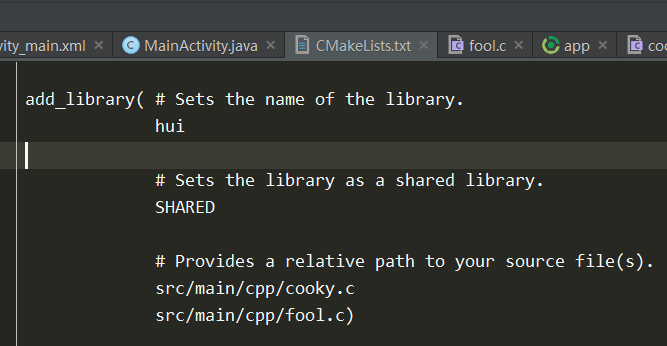 vity_main.xml × MainActivity.java × CMakeLists.txt × fool.c × app × coo
add_library( # Sets the name of the library.
hui
# Sets the library as a shared library.
SHARED
# Provides a relative path to your source file(s).
src/main/cpp/cooky.c
src/main/cpp/fool.c)